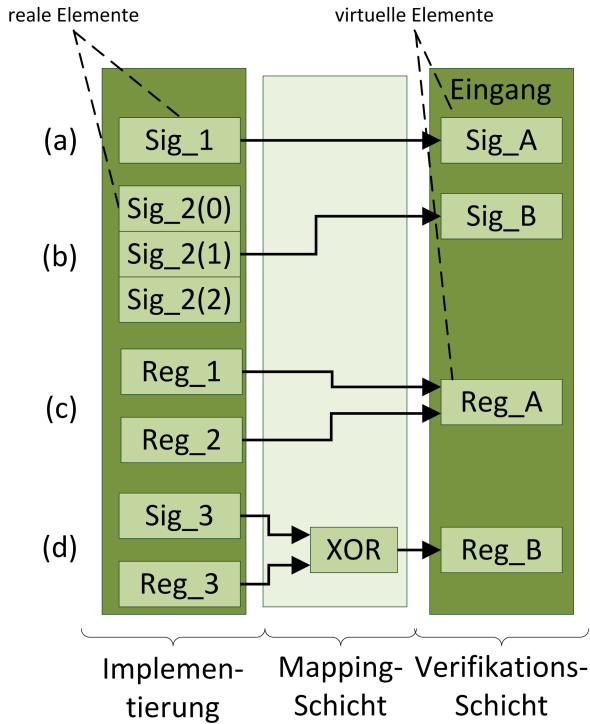 reale Elemente
virtuelle Elemente
Eingang
(a)
Sig_1
Sig_A
Sig_2(0)
Sig_B
(b)
Sig_2(1)
Sig_2(2)
Reg_1
(c)
Reg_A
Reg_2
Sig_3
(d)
XOR
Reg_B
Reg_3
Implemen-
tierung
Mapping-
Schicht
Verifikations-
Schicht